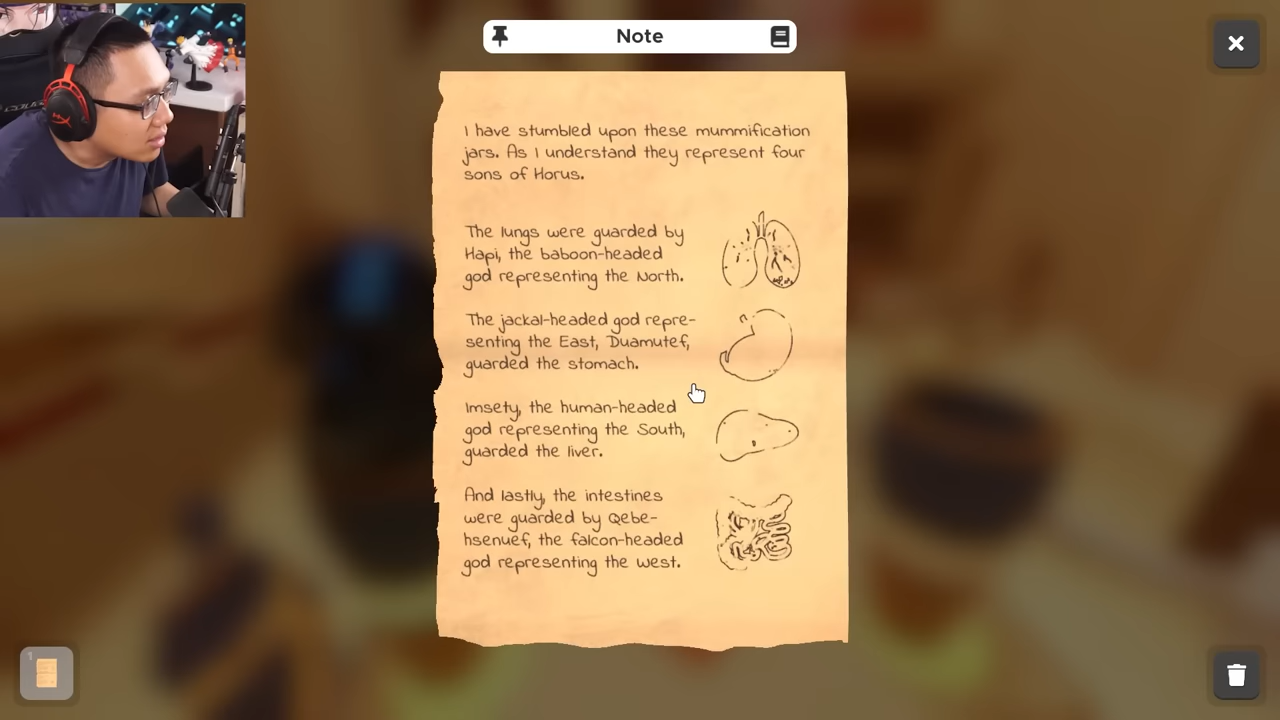 Note
I have stumbled upon these mummification
jars. As I understand they represent four
sons of Horus.
The lungs were guarded by
Hapi, the baboon-headed
god representing the North.
The jackal-headed god repre-
senting the East, Duamutef,
guarded the stomach.
Imsety, the human-headed
god representing the South,
guarded the liver.
And lastly, the intestines
were guarded by Qebe-
hsenuef, the falcon-headed
god representing the west.
1